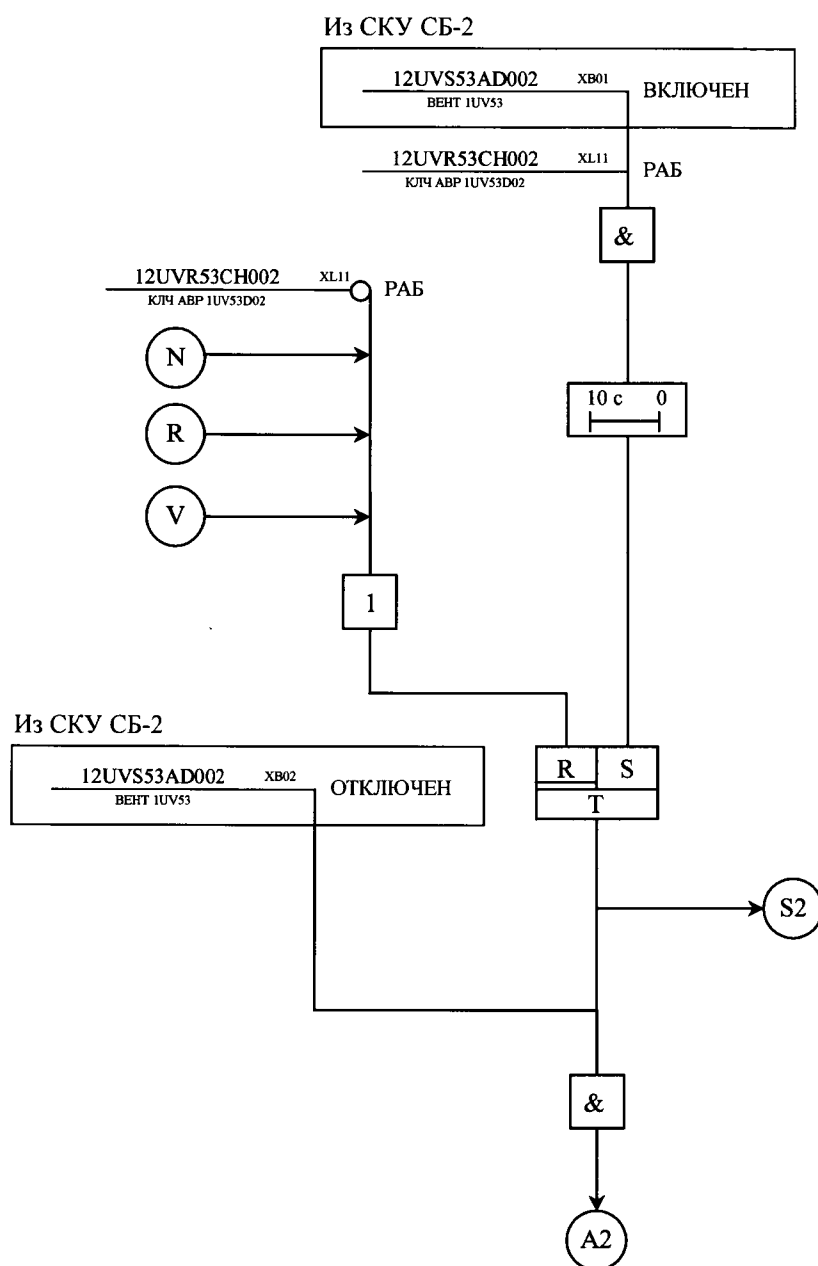 Из СКУ СБ-2
12UVS53AD002 XB01 ВКЛЮЧЕН
ВЕНТ 1UV53
12UVR53CH002 XL11 РАБ
КЛЧ АВР 1UV53D02
&
12UVR53CH002 XL11 РАБ
КЛЧ АВР 1UV53D02
N
10 с 0
R
V
1
Из СКУ СБ-2
12UVS53AD002 XB02 ОТКЛЮЧЕН
ВЕНТ 1UV53
R S
T
S2
&
A2